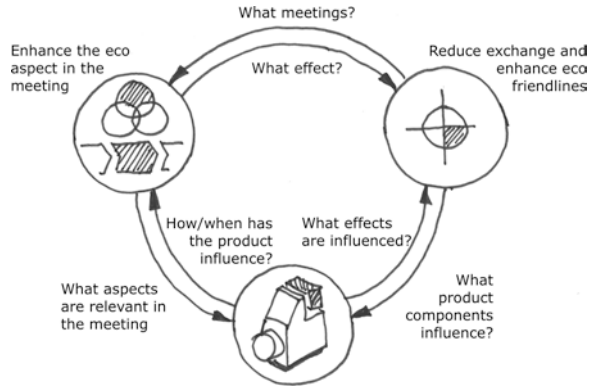 What meetings?
Enhance the eco
aspect in the
meeting
What effect?
Reduce exchange and
enhance eco
friendlines
How/when has
the product
influence?
What effects
are influenced?
What aspects
are relevant in
the meeting
What
product
components
influence?